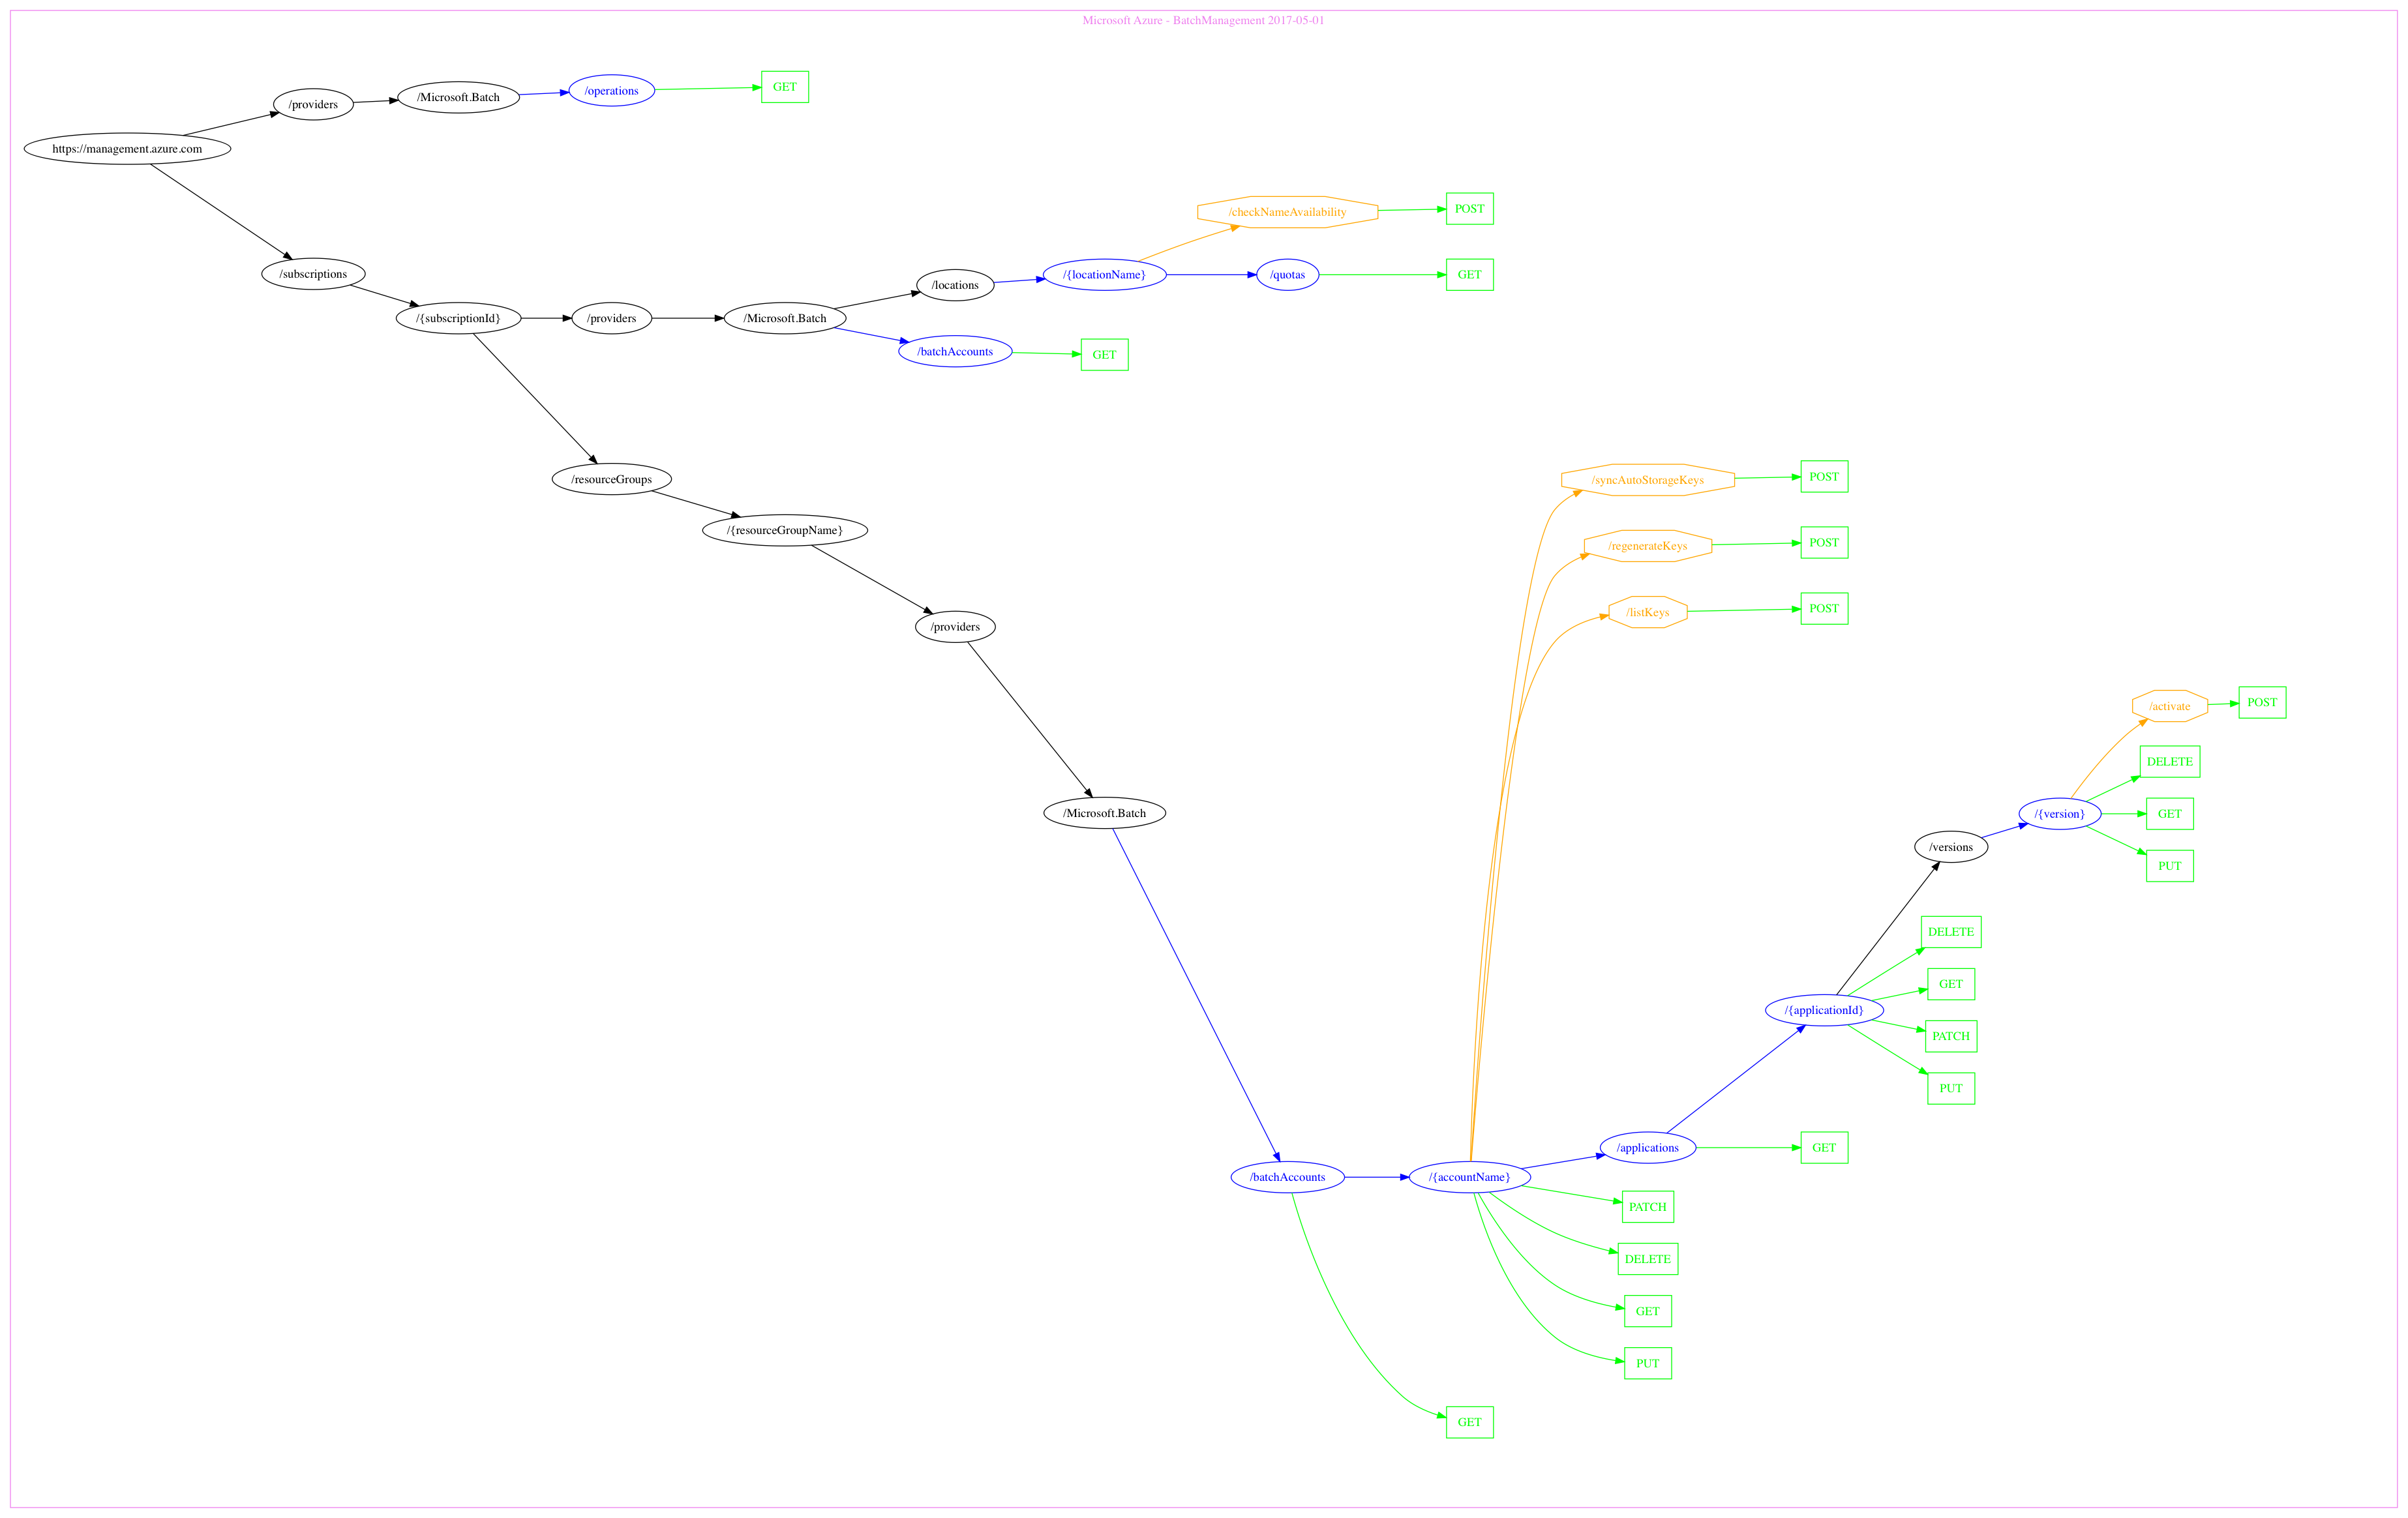 Microsoft Azure - BatchManagement 2017-05-01
https://management.azure.com
/providers
/Microsoft.Batch
/operations
GET
/subscriptions
/{subscriptionId}
/providers
/Microsoft.Batch
/locations
/{locationName}
/checkNameAvailability
POST
/quotas
GET
/batchAccounts
GET
/resourceGroups
/{resourceGroupName}
/providers
/Microsoft.Batch
/batchAccounts
/{accountName}
/syncAutoStorageKeys
POST
/regenerateKeys
POST
/listKeys
POST
/applications
/{applicationId}
/versions
/{version}
/activate
POST
DELETE
GET
PUT
DELETE
GET
PATCH
PUT
GET
PATCH
DELETE
GET
PUT
GET